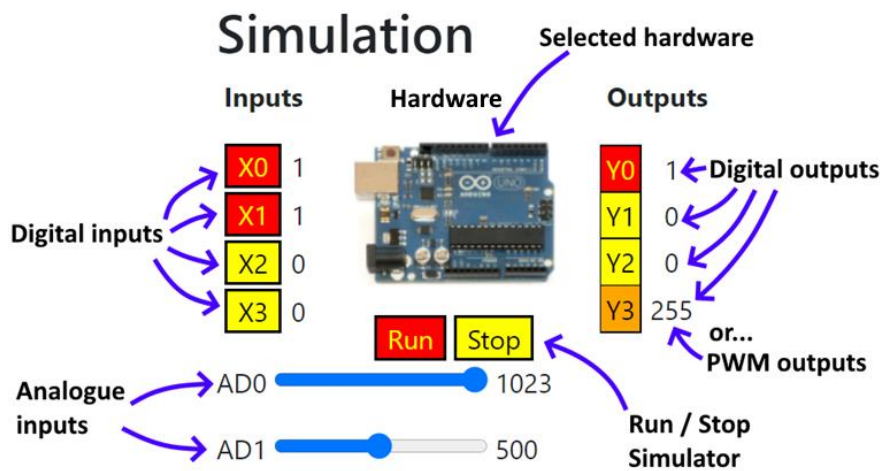 Simulation
Selected hardware
Inputs
Hardware
Outputs
X0 1
Y0 1
Digital outputs
X1 1
Y1 0
Digital inputs
X2 0
Y2 0
X3 0
Y3 255
ARDUINO
UNO
or...
PWM outputs
Run
Stop
Analogue
inputs
AD0
1023
Run / Stop
Simulator
AD1
500